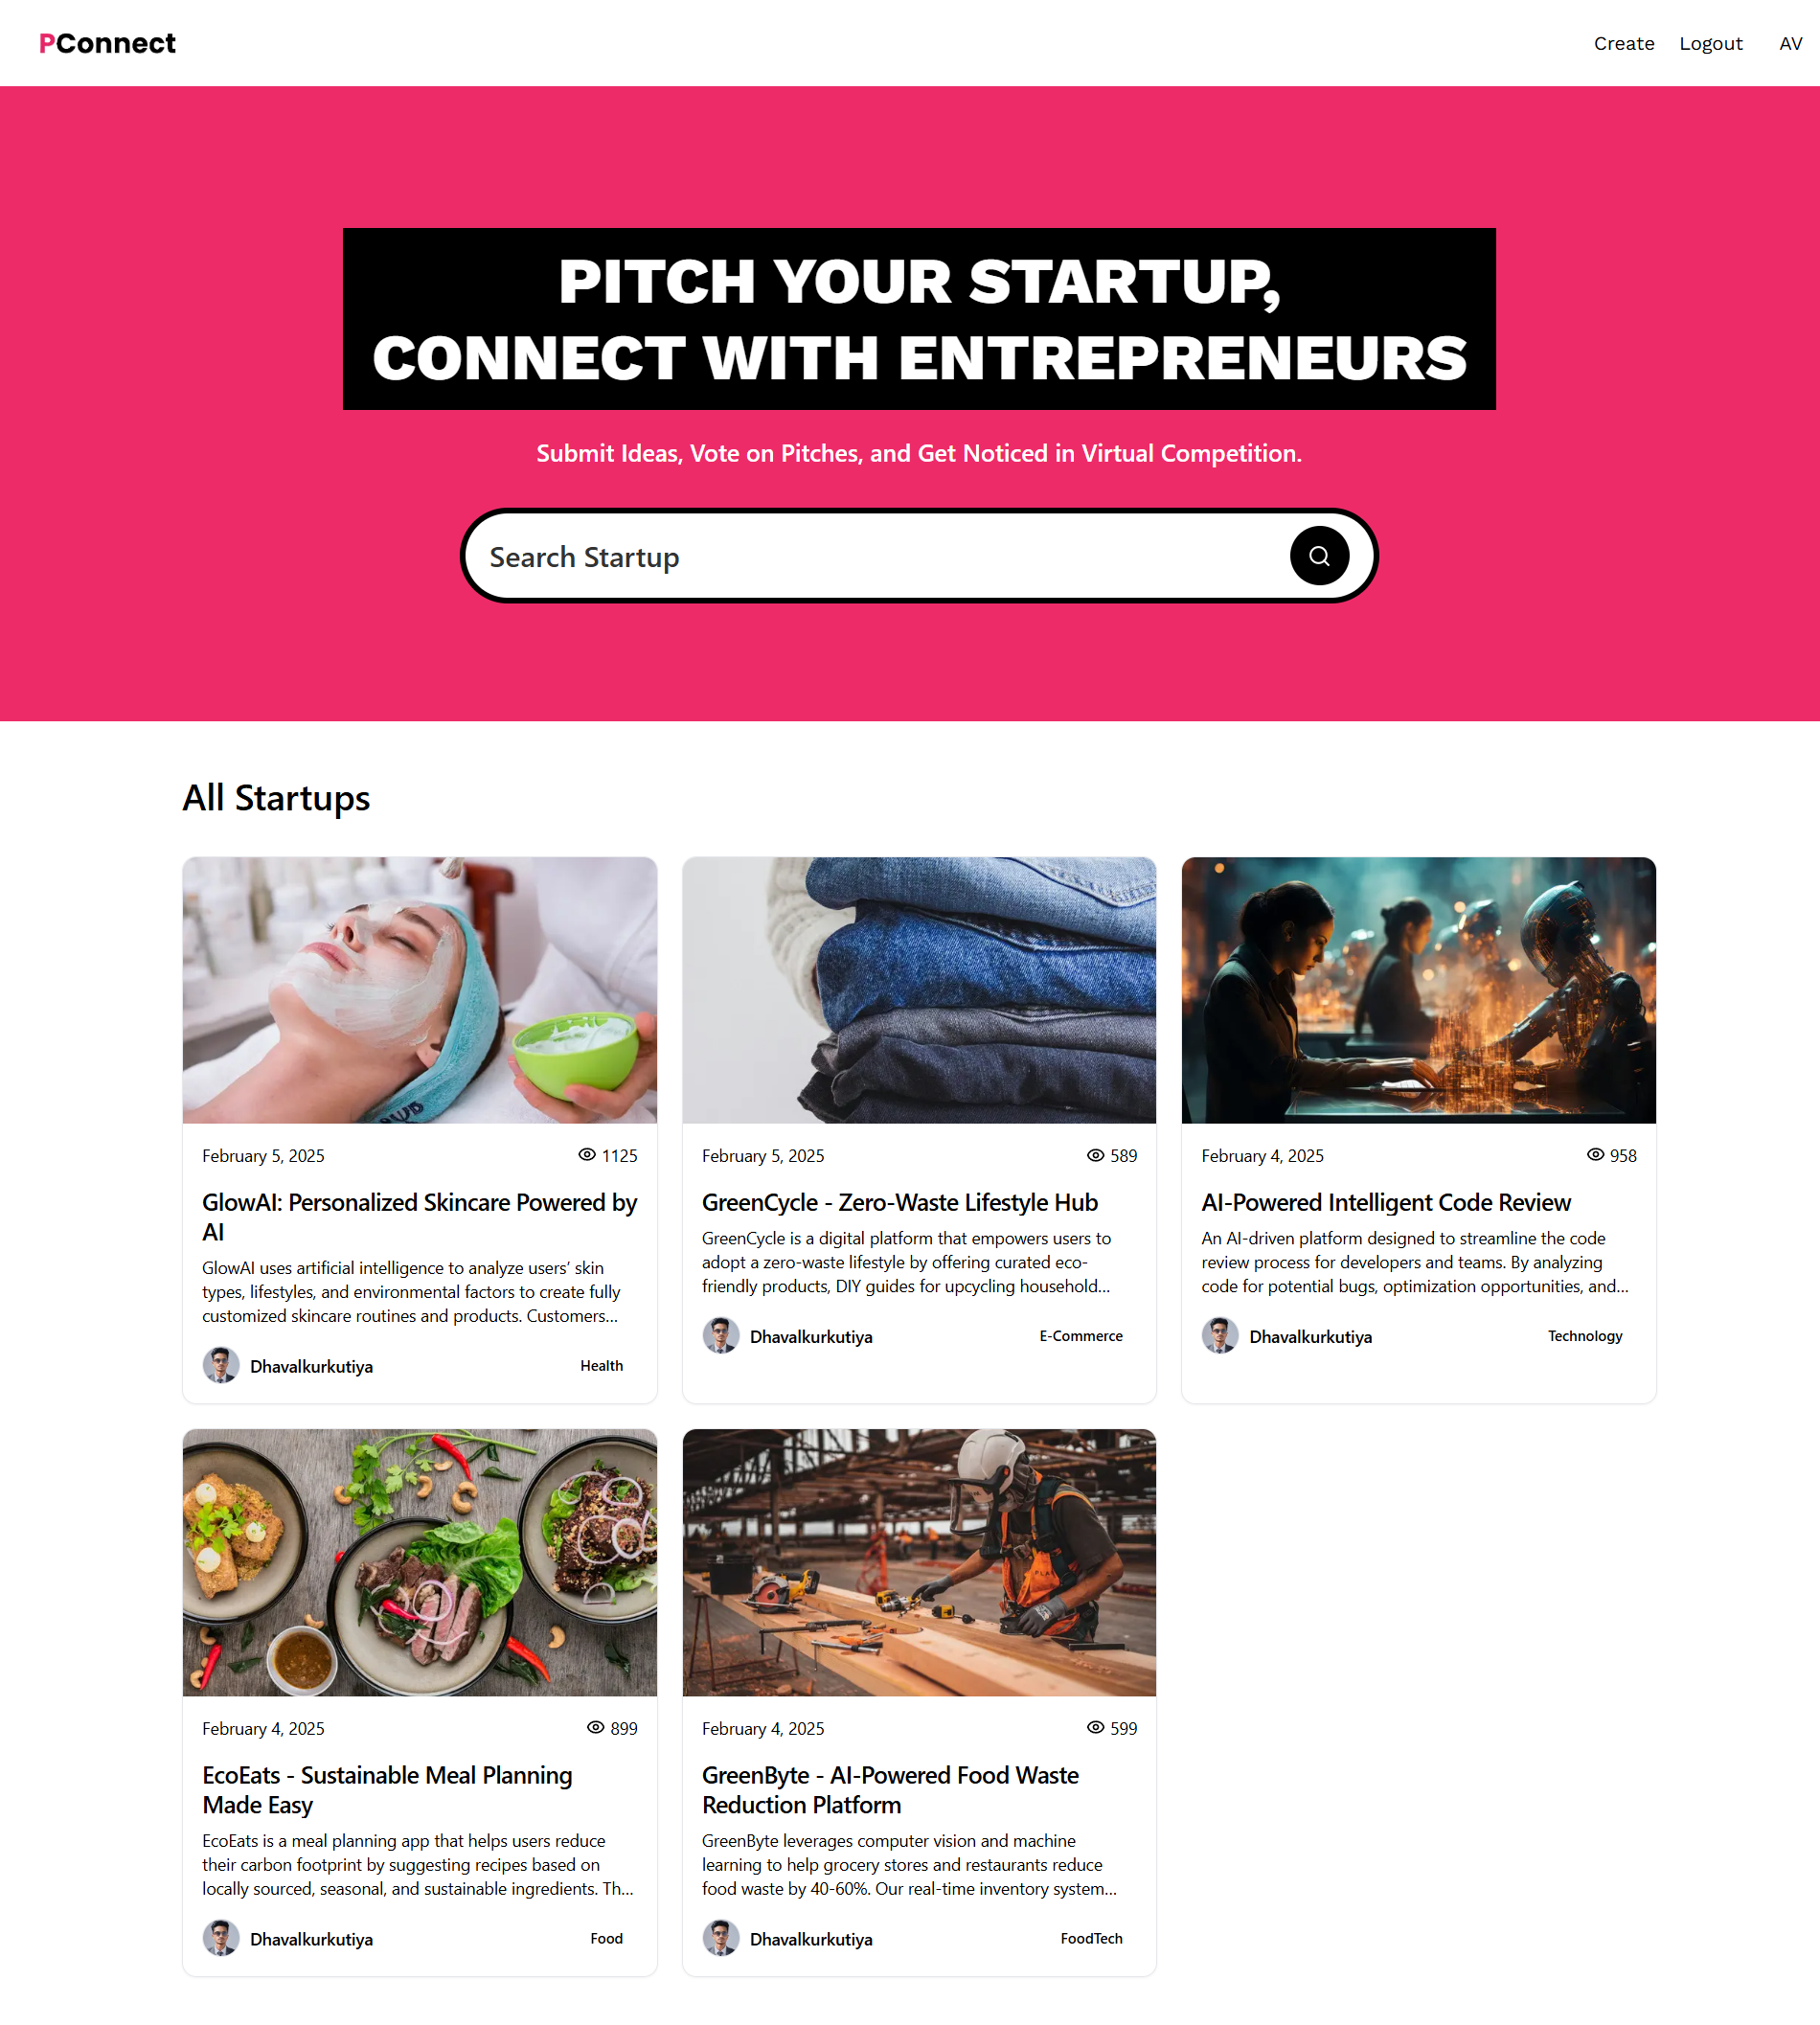 PConnect
Create Logout AV
PITCH YOUR STARTUP,
CONNECT WITH ENTREPRENEURS
Submit Ideas, Vote on Pitches, and Get Noticed in Virtual Competition.
Search Startup
All Startups
February 5, 2025 1125
GlowAI: Personalized Skincare Powered by
AI
GlowAI uses artificial intelligence to analyze users’ skin
types, lifestyles, and environmental factors to create fully
customized skincare routines and products. Customers...
Dhavalkurkutiya Health
February 5, 2025 589
GreenCycle - Zero-Waste Lifestyle Hub
GreenCycle is a digital platform that empowers users to
adopt a zero-waste lifestyle by offering curated eco-
friendly products, DIY guides for upcycling household...
Dhavalkurkutiya E-Commerce
February 4, 2025 958
AI-Powered Intelligent Code Review
An AI-driven platform designed to streamline the code
review process for developers and teams. By analyzing
code for potential bugs, optimization opportunities, and...
Dhavalkurkutiya Technology
February 4, 2025 899
EcoEats - Sustainable Meal Planning
Made Easy
EcoEats is a meal planning app that helps users reduce
their carbon footprint by suggesting recipes based on
locally sourced, seasonal, and sustainable ingredients. Th...
Dhavalkurkutiya Food
February 4, 2025 599
GreenByte - AI-Powered Food Waste
Reduction Platform
GreenByte leverages computer vision and machine
learning to help grocery stores and restaurants reduce
food waste by 40-60%. Our real-time inventory system...
Dhavalkurkutiya FoodTech